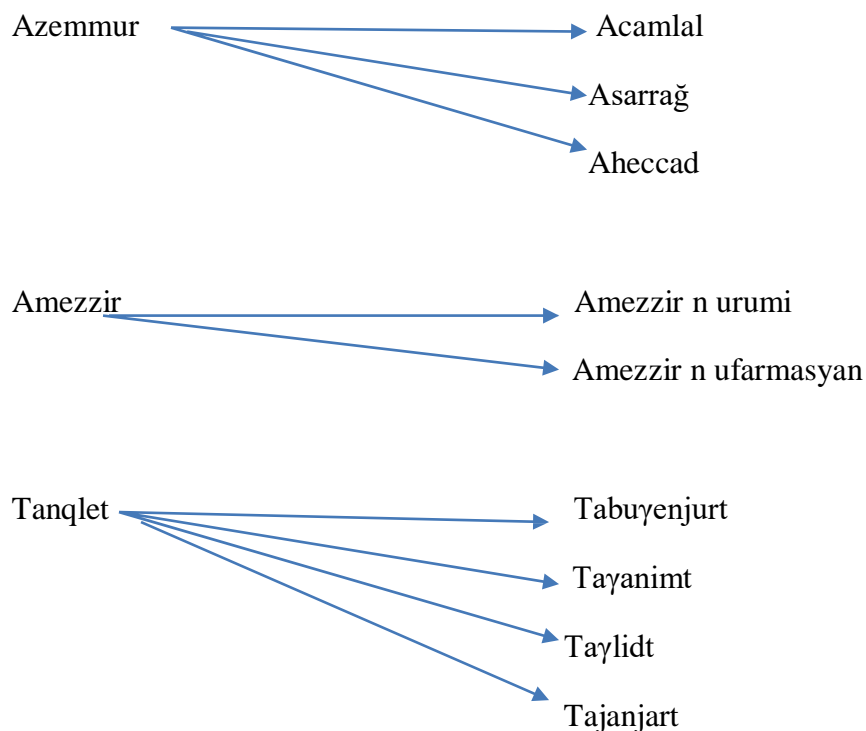 Azemmur Acamlal
Asarrağ
Aheccad
Amezzir Amezzir n urumi
Amezzir n ufarmasyan
Tanqlet Tabuγenjurt
Taγanimt
Taγlidt
Tajanjart